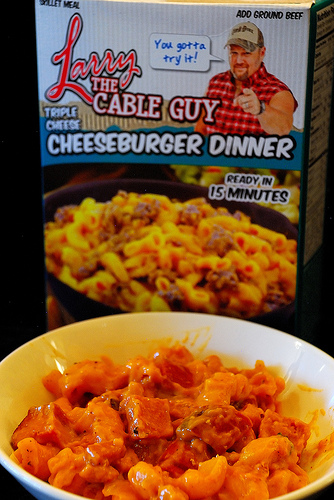 SKILLET MEAL
ADD GROUND BEEF
You gotta
try it!
Larry
THE
CABLE GUY
TRIPLE
CHEESE
CHEESEBURGER DINNER
READY IN
15 MINUTES